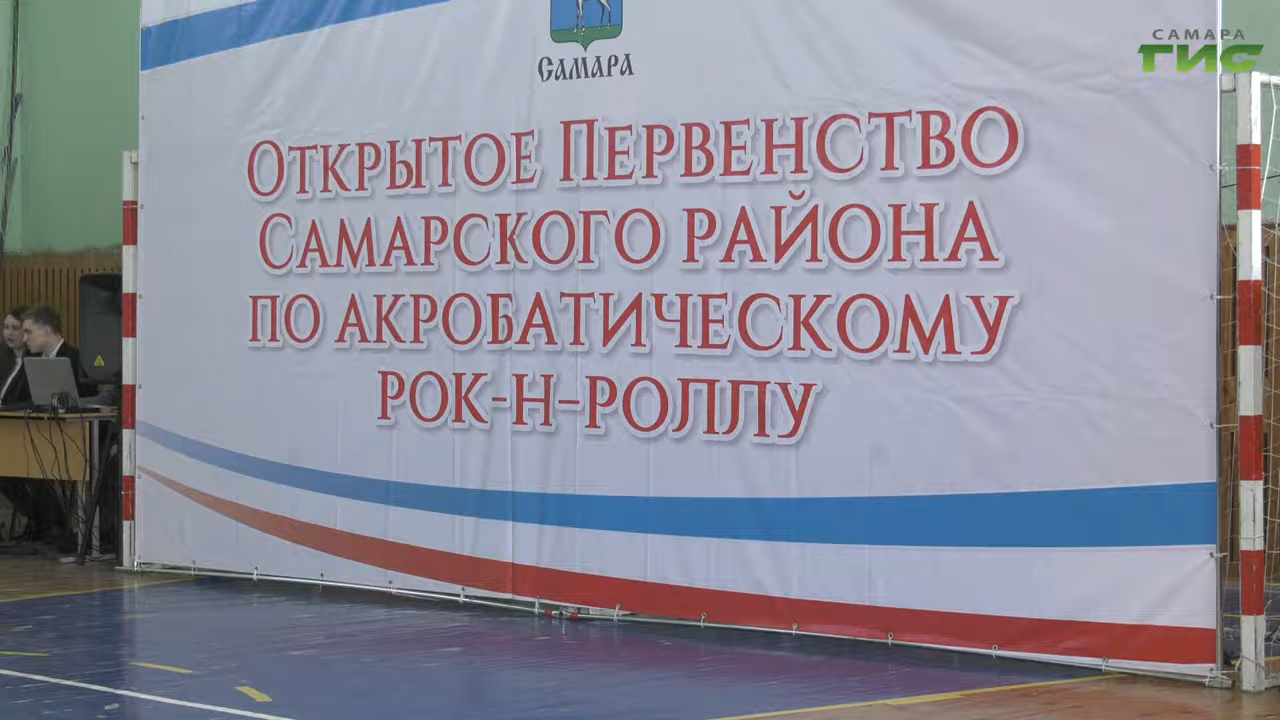 САМАРА
ГИС
САМАРА
ОТКРЫТОЕ ПЕРВЕНСТВО
САМАРСКОГО РАЙОНА
ПО АКРОБАТИЧЕСКОМУ
РОК-Н-РОЛЛУ